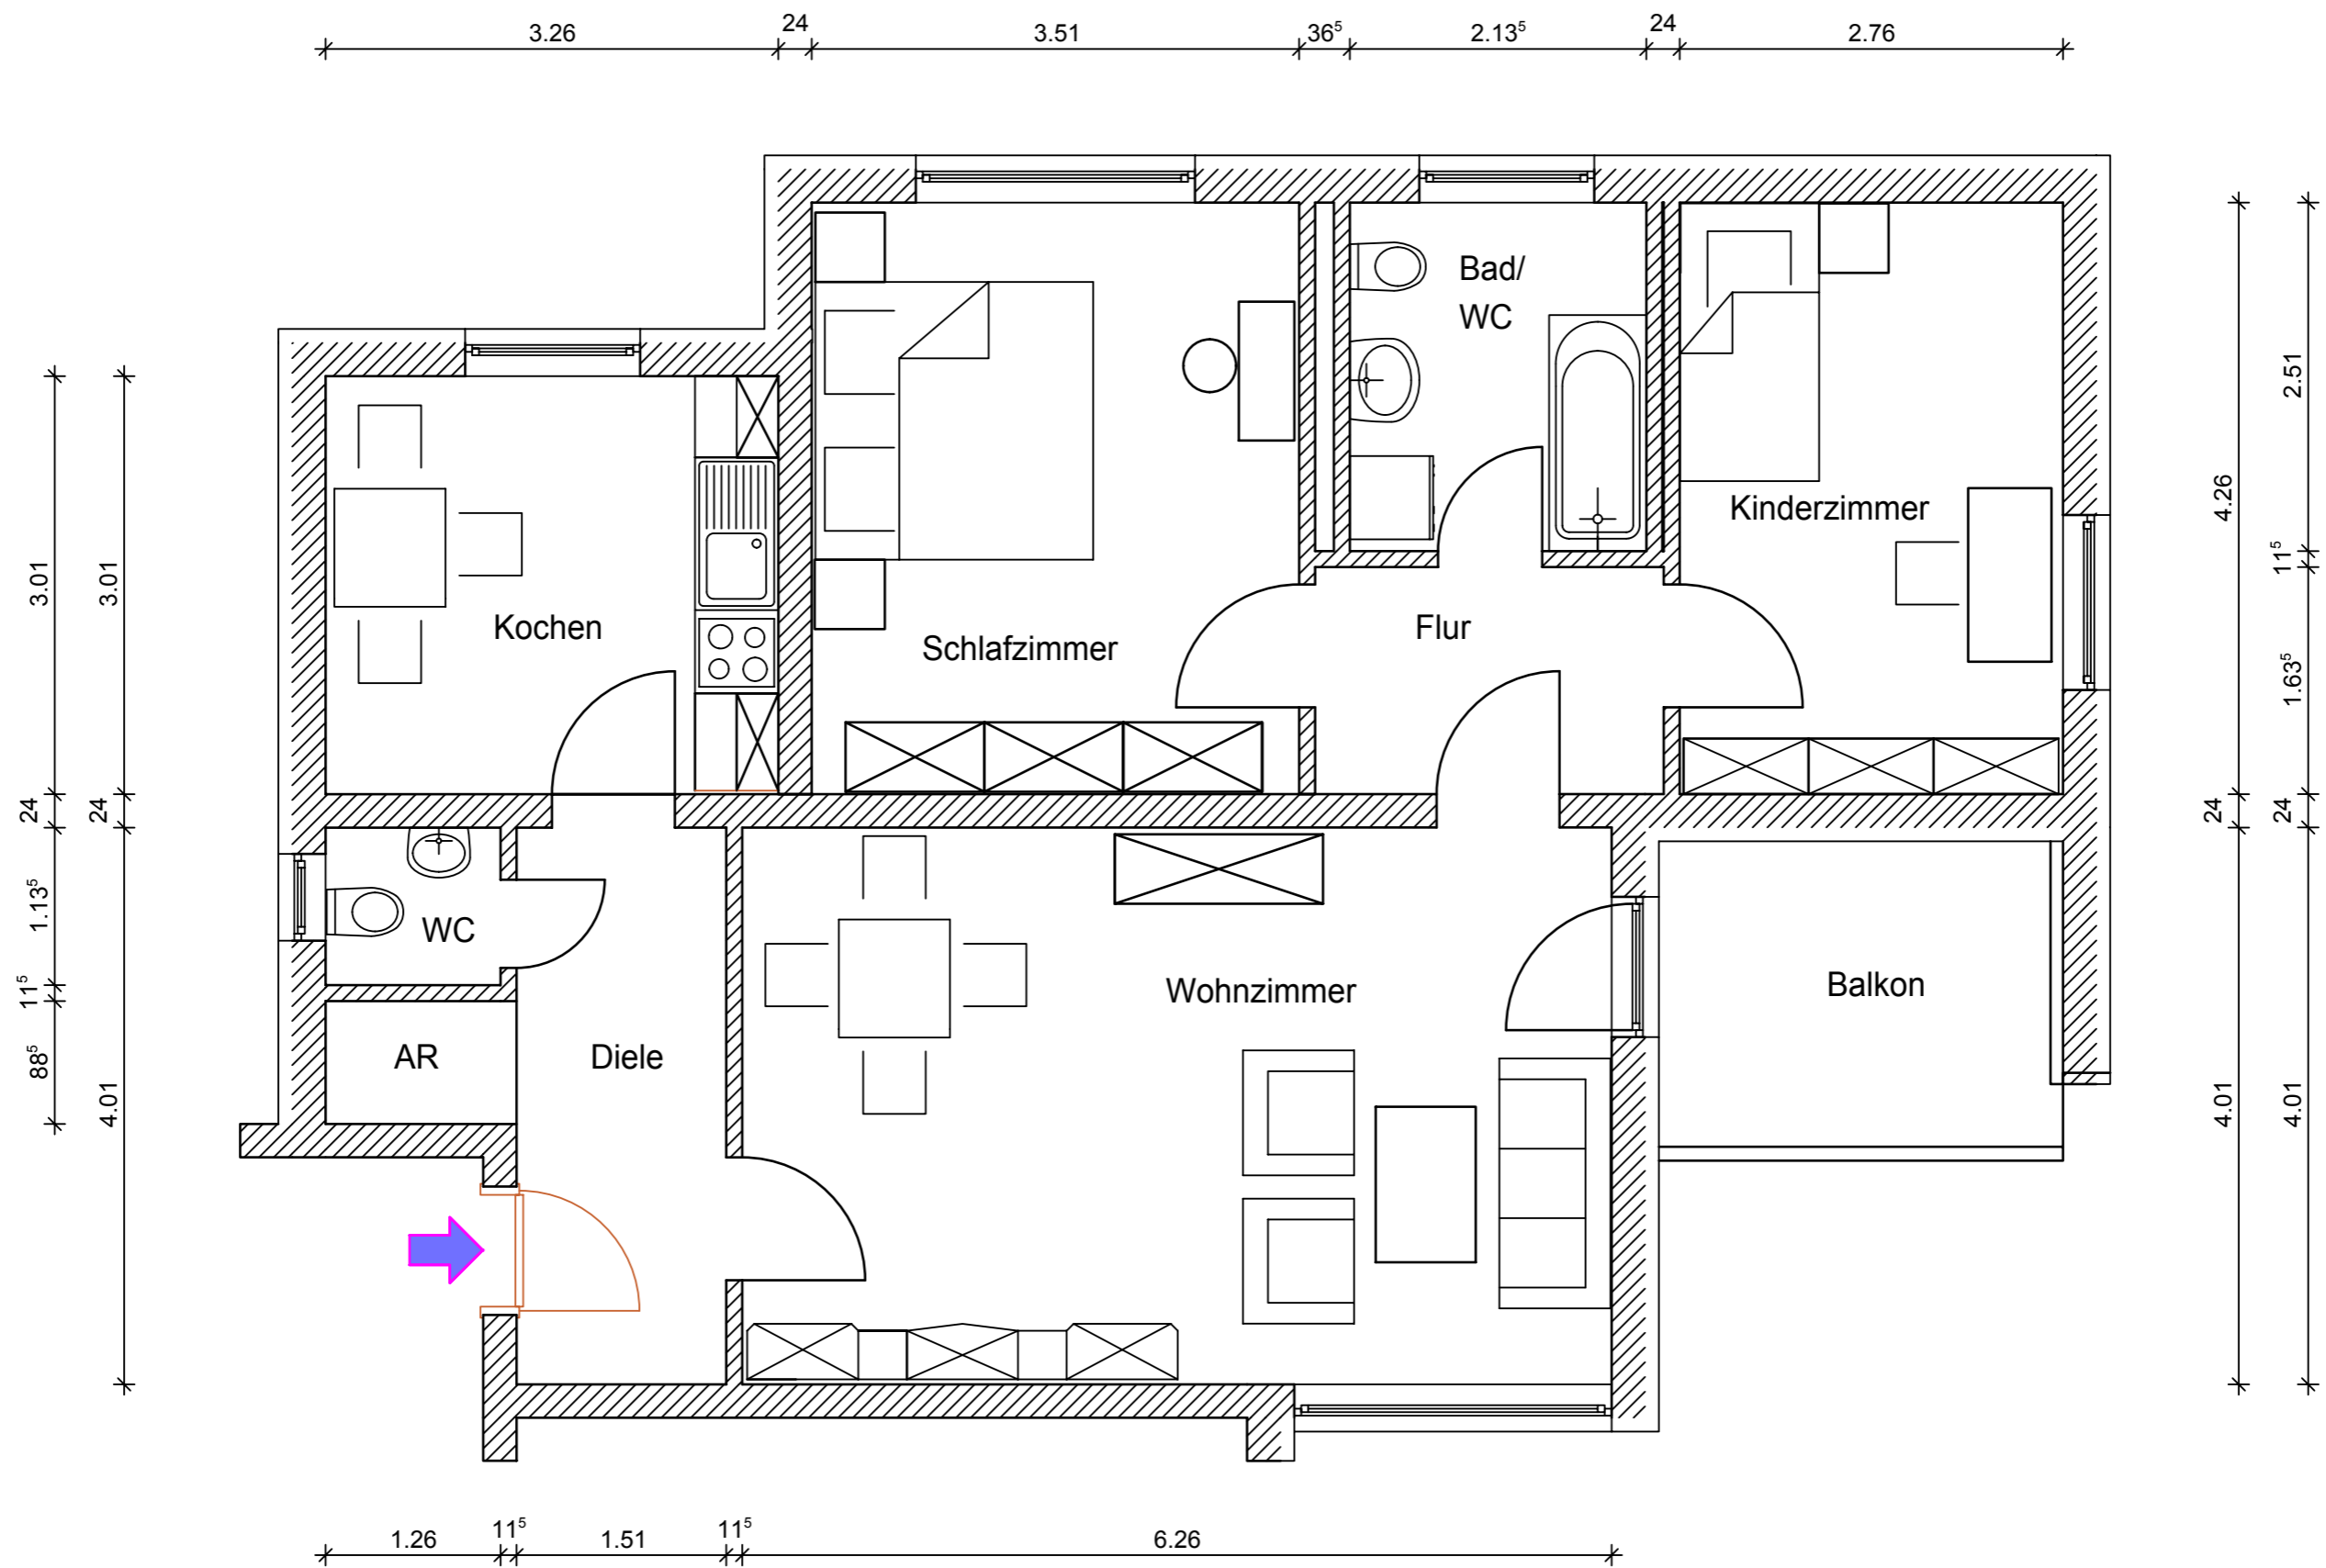 3.26 24 3.51 36⁵ 2.13⁵ 24 2.76
Bad/
WC
Kinderzimmer
Kochen
Schlafzimmer
Flur
WC
Wohnzimmer
Balkon
AR
Diele
3.01
24
1.13⁵
11⁵
88⁵
3.01
24
4.01
4.26
24
4.01
2.51
11⁵
1.63⁵
24
4.01
1.26 11⁵ 1.51 11⁵ 6.26